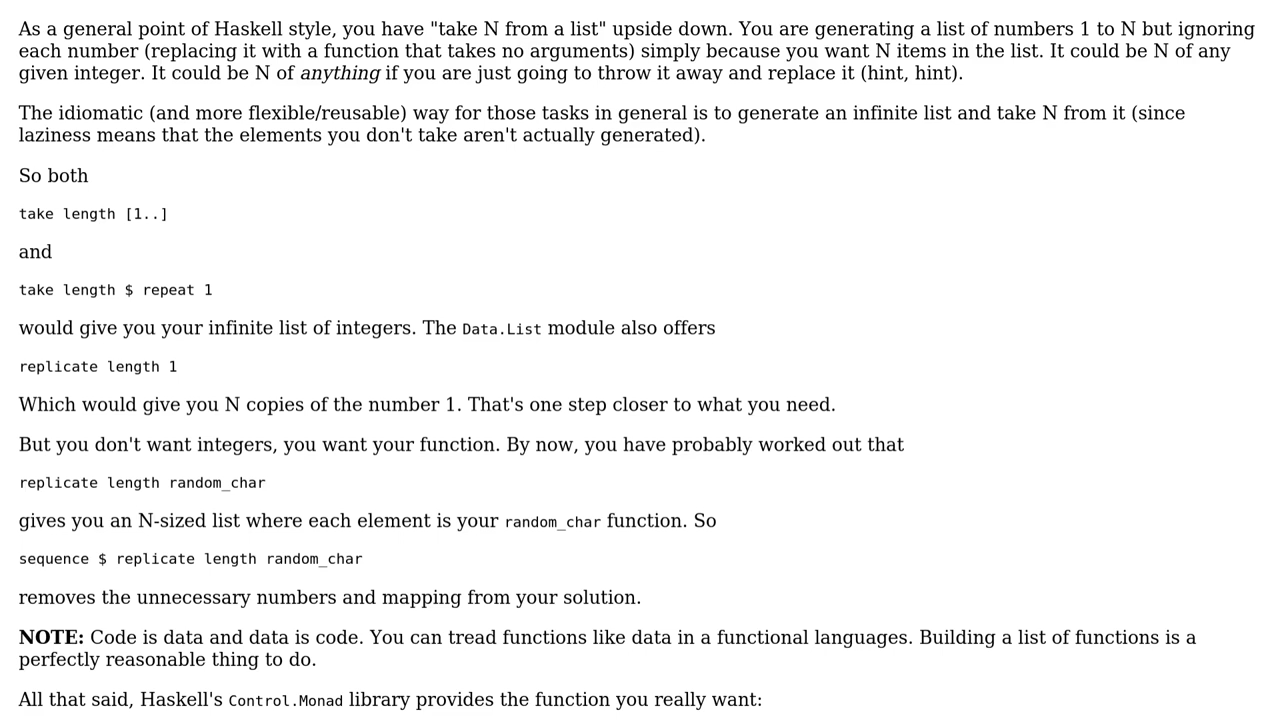 As a general point of Haskell style, you have "take N from a list" upside down. You are generating a list of numbers 1 to N but ignoring
each number (replacing it with a function that takes no arguments) simply because you want N items in the list. It could be N of any
given integer. It could be N of anything if you are just going to throw it away and replace it (hint, hint).
The idiomatic (and more flexible/reusable) way for those tasks in general is to generate an infinite list and take N from it (since
laziness means that the elements you don't take aren't actually generated).
So both
take length [1..]
and
take length $ repeat 1
would give you your infinite list of integers. The Data.List module also offers
replicate length 1
Which would give you N copies of the number 1. That's one step closer to what you need.
But you don't want integers, you want your function. By now, you have probably worked out that
replicate length random_char
gives you an N-sized list where each element is your random_char function. So
sequence $ replicate length random_char
removes the unnecessary numbers and mapping from your solution.
NOTE: Code is data and data is code. You can tread functions like data in a functional languages. Building a list of functions is a
perfectly reasonable thing to do.
All that said, Haskell's Control.Monad library provides the function you really want: